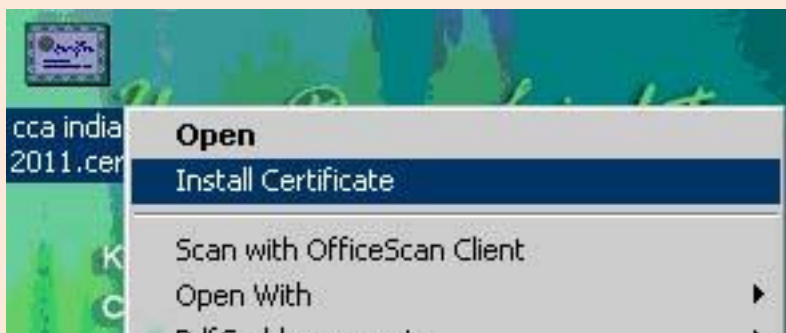 cca india
2011.cer
Open
Install Certificate
Scan with OfficeScan Client
Open With